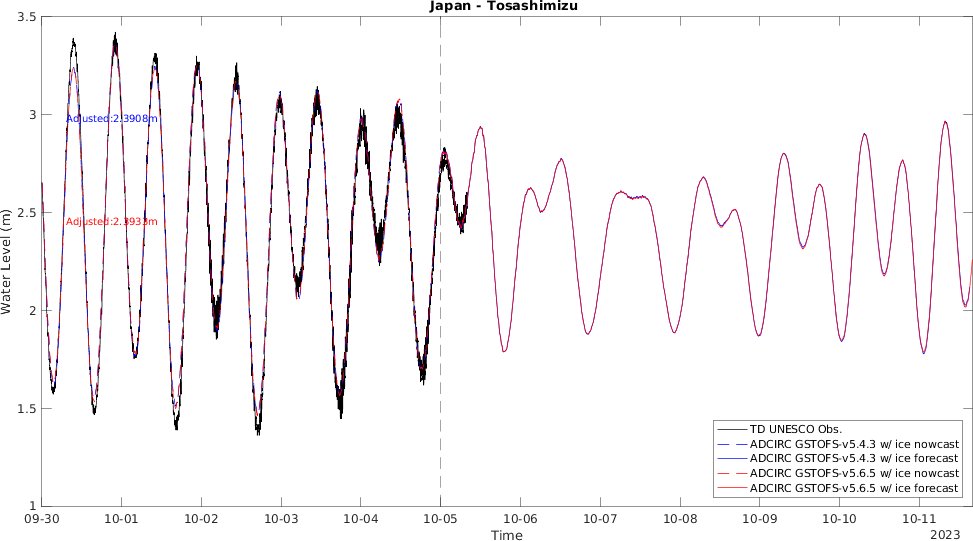 Japan - Tosashimizu
3.5
3
2.5
2
1.5
1
Water Level (m)
Adjusted:2.3908m
Adjusted:2.3933m
TD UNESCO Obs.
ADCIRC GSTOFS-v5.4.3 w/ ice nowcast
ADCIRC GSTOFS-v5.4.3 w/ ice forecast
ADCIRC GSTOFS-v5.6.5 w/ ice nowcast
ADCIRC GSTOFS-v5.6.5 w/ ice forecast
09-30 10-01 10-02 10-03 10-04 10-05 10-06 10-07 10-08 10-09 10-10 10-11
Time
2023